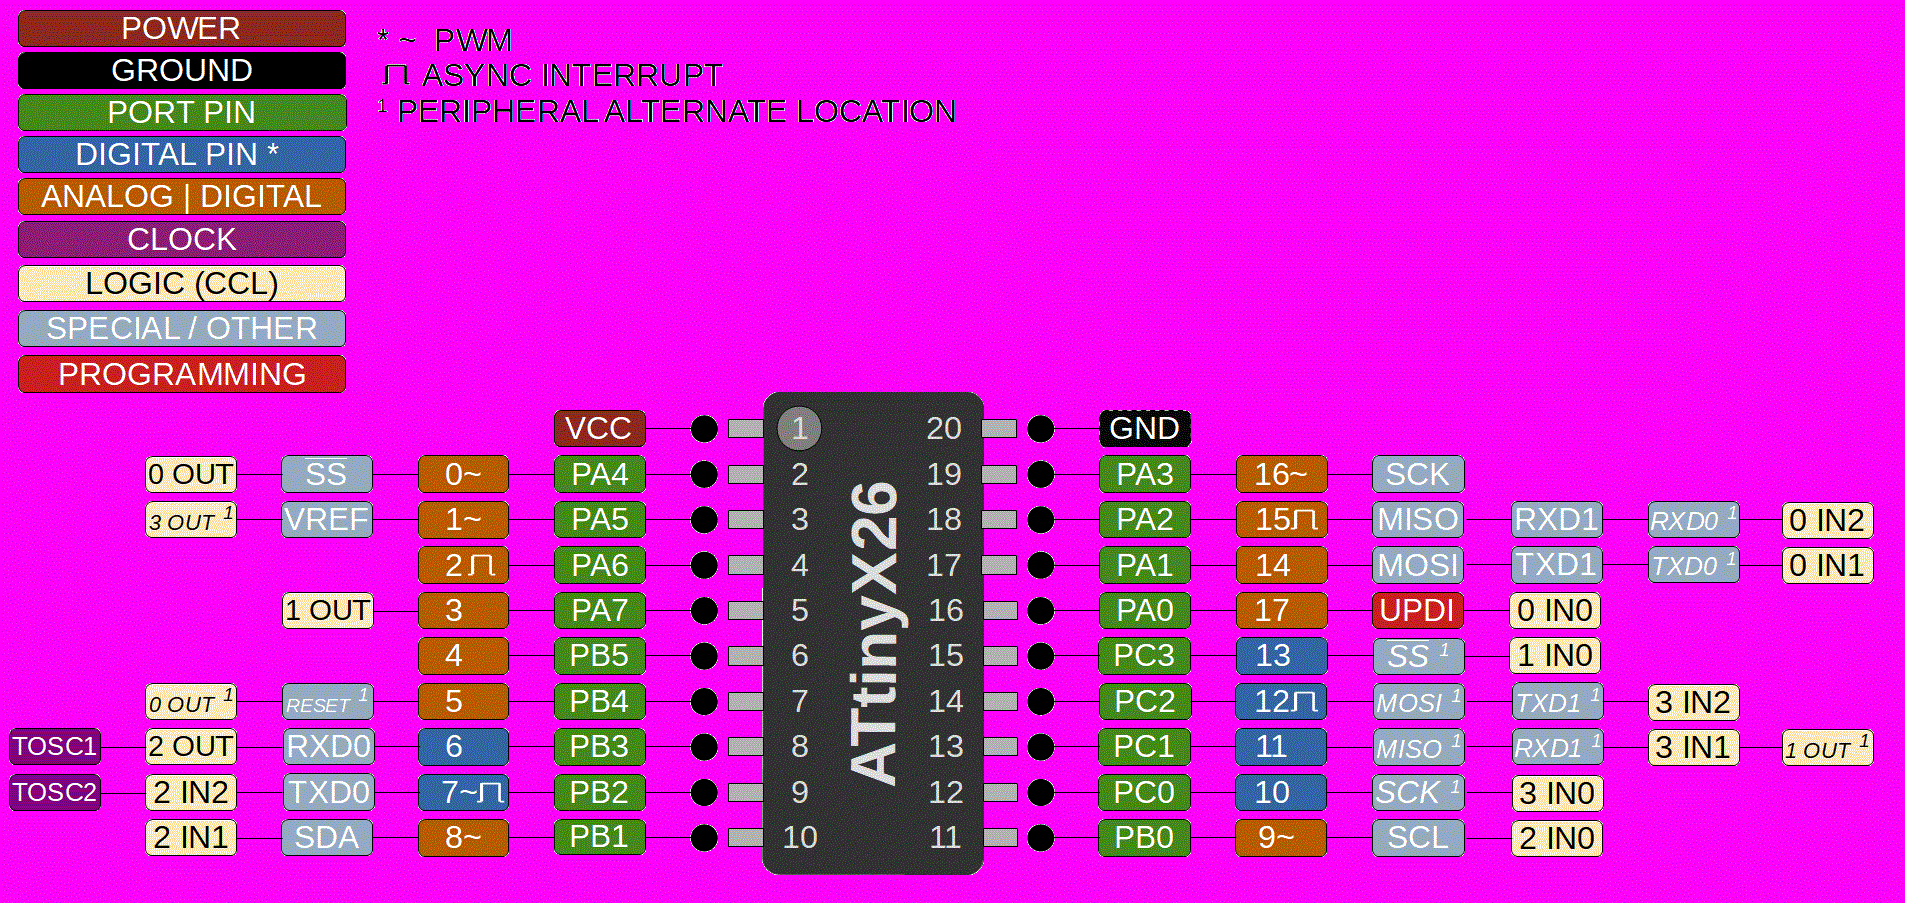 POWER
GROUND
PORT PIN
DIGITAL PIN *
ANALOG | DIGITAL
CLOCK
LOGIC (CCL)
SPECIAL / OTHER
PROGRAMMING
* ~ PWM
ASYNC INTERRUPT
¹ PERIPHERAL ALTERNATE LOCATION
VCC 1 20 GND
0 OUT SS 0~ PA4 2 19 PA3 16~ SCK
3 OUT ¹ VREF 1~ PA5 3 18 PA2 15 MISO RXD1 RXD0 ¹ 0 IN2
2 PA6 4 17 PA1 14 MOSI TXD1 TXD0 ¹ 0 IN1
1 OUT 3 PA7 5 16 PA0 17 UPDI 0 IN0
4 PB5 6 15 PC3 13 SS ¹ 1 IN0
0 OUT ¹ RESET ¹ 5 PB4 7 14 PC2 12 MOSI ¹ TXD1 ¹ 3 IN2
TOSC1 2 OUT RXD0 6 PB3 8 13 PC1 11 MISO ¹ RXD1 ¹ 3 IN1 1 OUT ¹
TOSC2 2 IN2 TXD0 7~ PB2 9 12 PC0 10 SCK ¹ 3 IN0
2 IN1 SDA 8~ PB1 10 11 PB0 9~ SCL 2 IN0
ATtinyX26